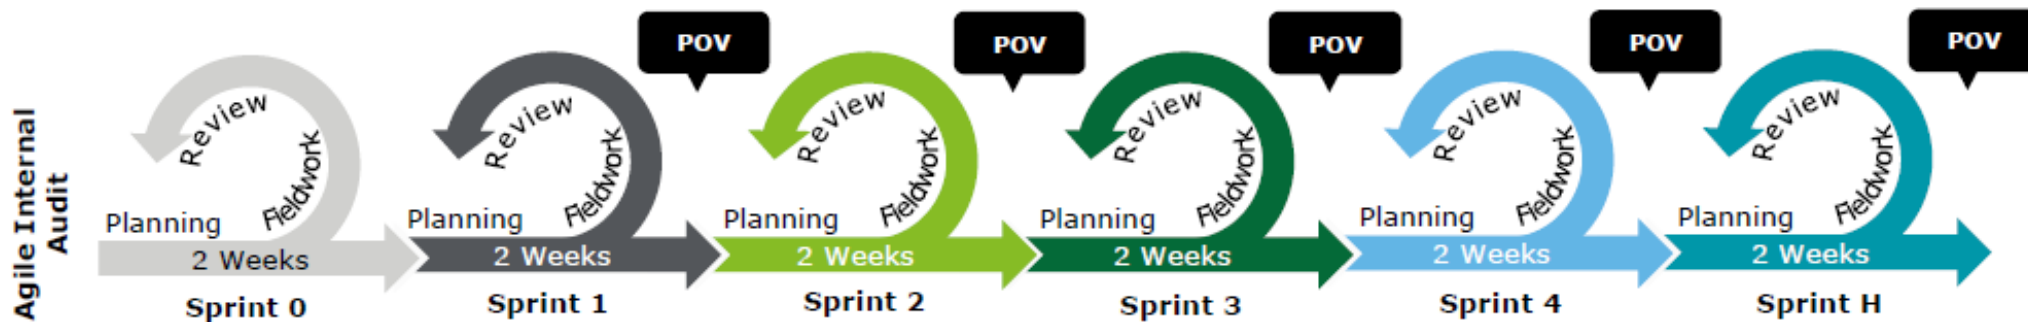 Agile Internal
Audit
Planning
Fieldwork
Review
2 Weeks
Sprint 0
Planning
Fieldwork
Review
2 Weeks
Sprint 1
POV
Planning
Fieldwork
Review
2 Weeks
Sprint 2
POV
Planning
Fieldwork
Review
2 Weeks
Sprint 3
POV
Planning
Fieldwork
Review
2 Weeks
Sprint 4
POV
Planning
Fieldwork
Review
2 Weeks
Sprint H
POV